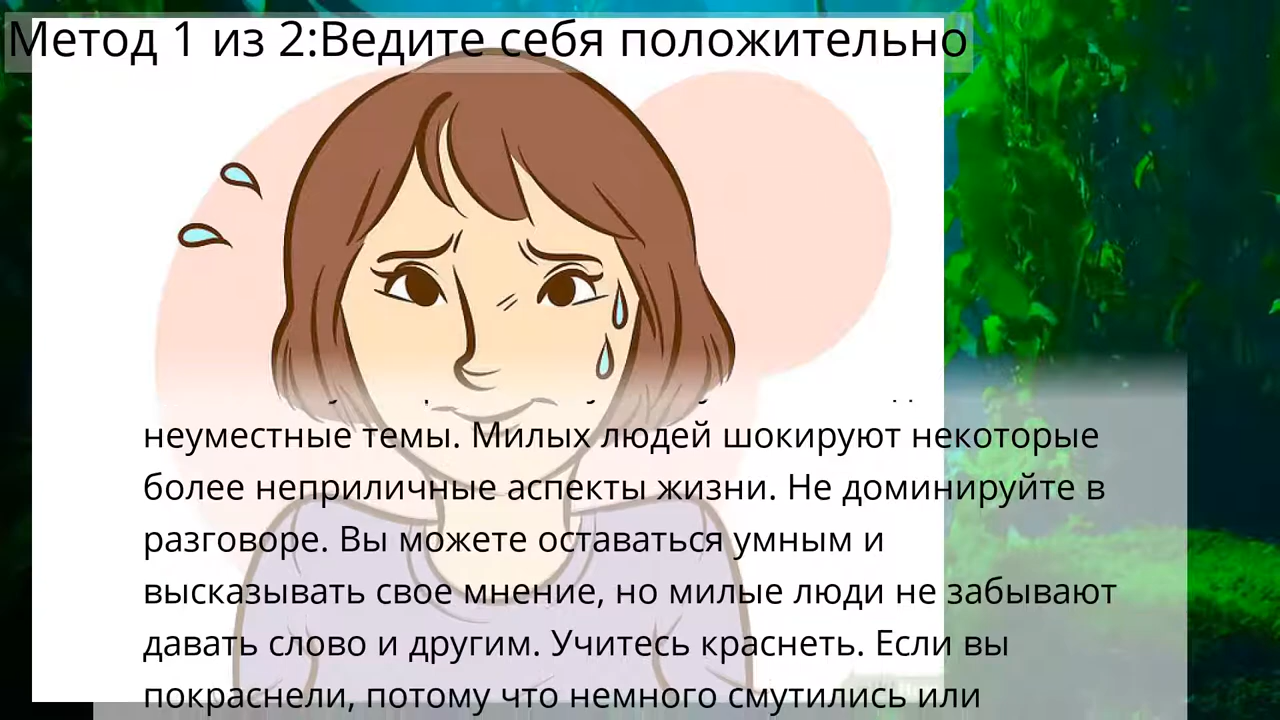 Метод 1 из 2:Ведите себя положительно
неуместные темы. Милых людей шокируют некоторые
более неприличные аспекты жизни. Не доминируйте в
разговоре. Вы можете оставаться умным и
высказывать свое мнение, но милые люди не забывают
давать слово и другим. Учитесь краснеть. Если вы
покраснели, потому что немного смутились или